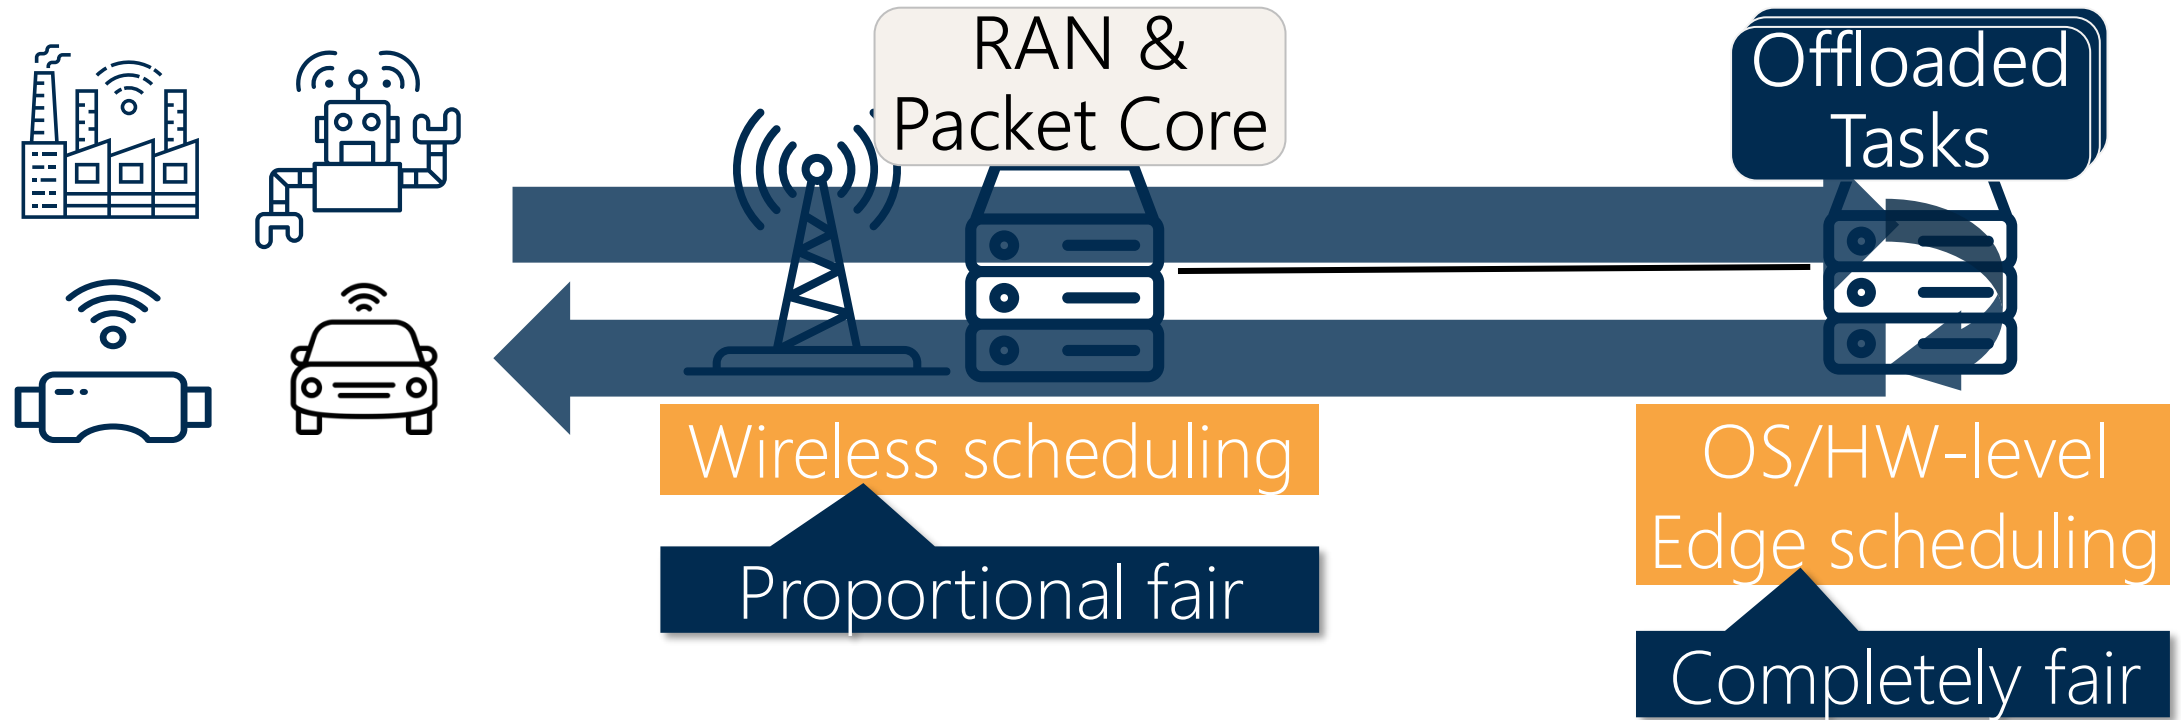 RAN &
Packet Core
Offloaded
Tasks
Wireless scheduling
Proportional fair
OS/HW-level
Edge scheduling
Completely fair